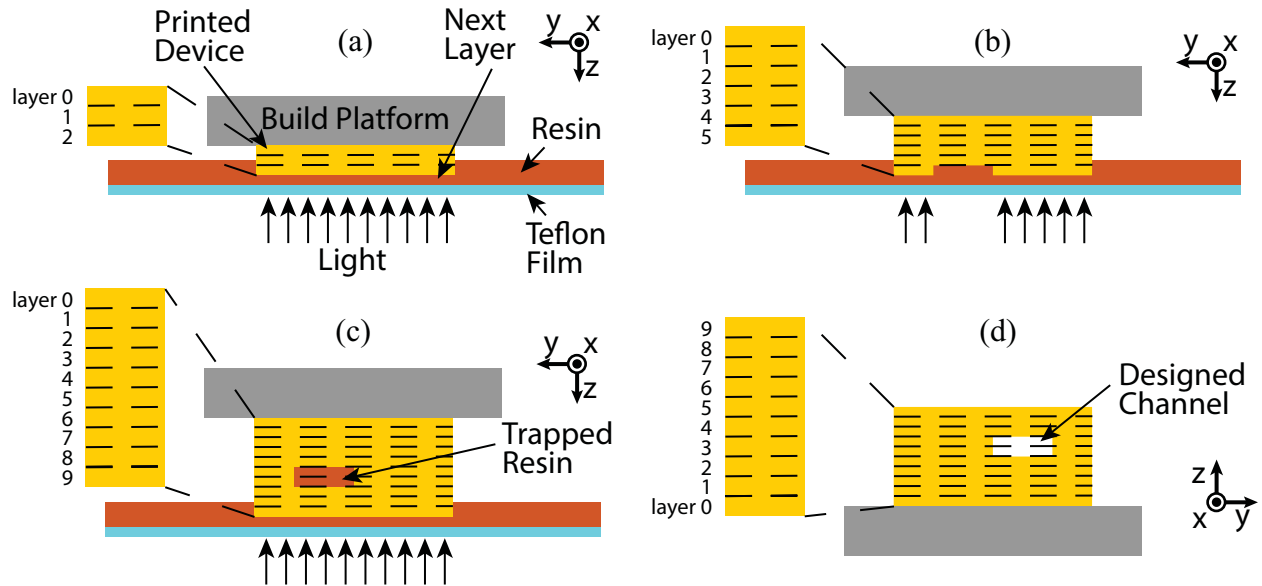 Printed
Device
(a)
Next
Layer
y
x
z
layer 0
1
2
Build Platform
Resin
Light
Teflon
Film
(b)
y
x
z
layer 0
1
2
3
4
5
(c)
y
x
z
layer 0
1
2
3
4
5
6
7
8
9
Trapped
Resin
(d)
9
8
7
6
5
4
3
2
1
layer 0
Designed
Channel
z
x
y